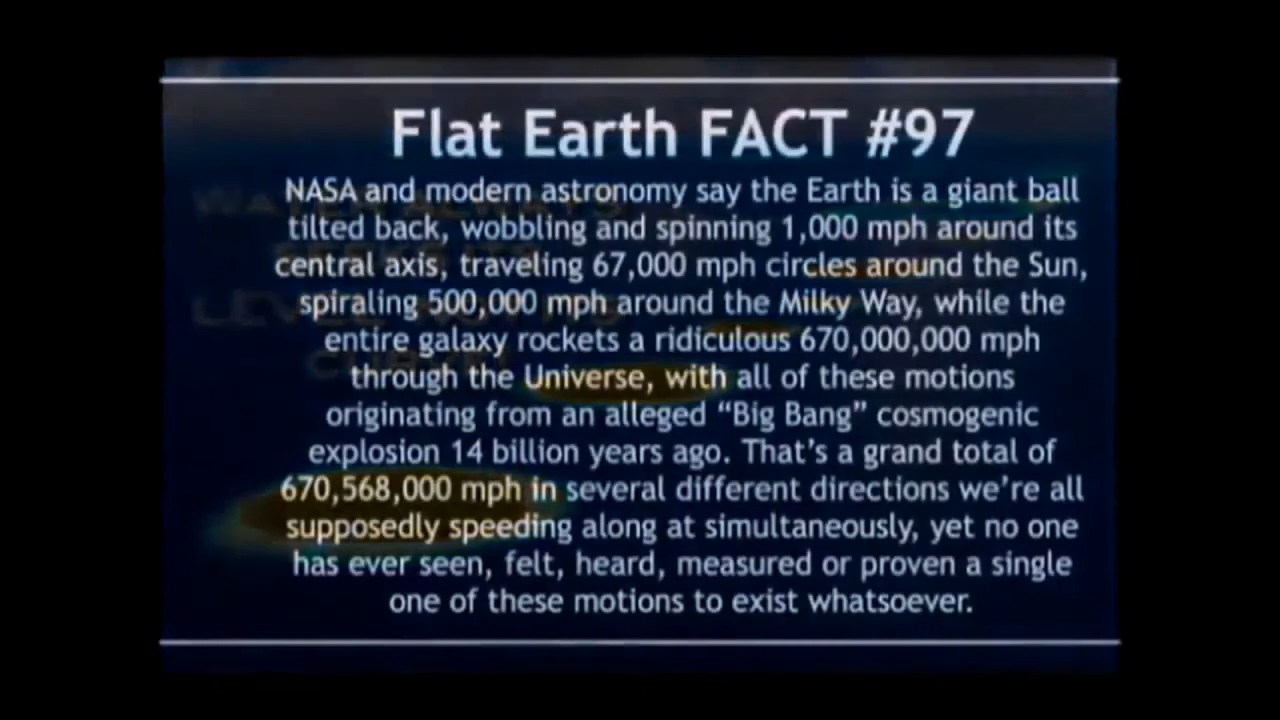 Flat Earth FACT #97
NASA and modern astronomy say the Earth is a giant ball
tilted back, wobbling and spinning 1,000 mph around its
central axis, traveling 67,000 mph circles around the Sun,
spiraling 500,000 mph around the Milky Way, while the
entire galaxy rockets a ridiculous 670,000,000 mph
through the Universe, with all of these motions
originating from an alleged “Big Bang” cosmogenic
explosion 14 billion years ago. That’s a grand total of
670,568,000 mph in several different directions we’re all
supposedly speeding along at simultaneously, yet no one
has ever seen, felt, heard, measured or proven a single
one of these motions to exist whatsoever.